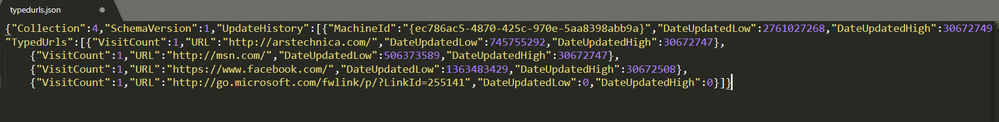 typedurls.json
{"Collection":4,"SchemaVersion":1,"UpdateHistory":[{"MachineId":"{ec786ac5-4870-425c-970e-5aa8398abb9a}","DateUpdatedLow":2761027268,"DateUpdatedHigh":30672749
"TypedUrls":[{"VisitCount":1,"URL":"http://arstechnica.com/","DateUpdatedLow":745755292,"DateUpdatedHigh":30672747},
{"VisitCount":1,"URL":"http://msn.com/","DateUpdatedLow":506373589,"DateUpdatedHigh":30672747},
{"VisitCount":1,"URL":"https://www.facebook.com/","DateUpdatedLow":1363483429,"DateUpdatedHigh":30672508},
{"VisitCount":1,"URL":"http://go.microsoft.com/fwlink/p/?LinkId=255141","DateUpdatedLow":0,"DateUpdatedHigh":0}]}